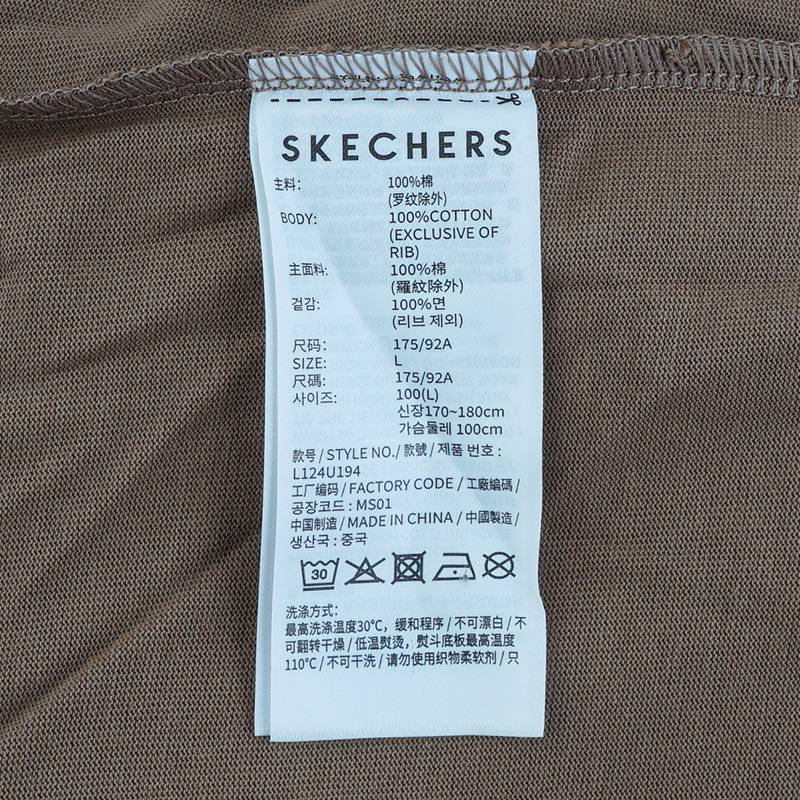 SKECHERS
主料: 100%棉
(罗纹除外)
BODY: 100%COTTON
(EXCLUSIVE OF
RIB)
主面料: 100%棉
(羅紋除外)
겉감: 100%면
(리브 제외)
尺码: 175/92A
SIZE: L
尺碼: 175/92A
사이즈: 100(L)
신장170~180cm
가슴둘레 100cm
款号 / STYLE NO./ 款號 / 제품 번호 :
L124U194
工厂编码 / FACTORY CODE / 工廠編碼 /
공장코드 : MS01
中国制造 / MADE IN CHINA / 中國製造 /
생산국 : 중국
30
洗涤方式:
最高洗涤温度30℃, 缓和程序 / 不可漂白 / 不
可翻转干燥 / 低温熨烫, 熨斗底板最高温度
110℃ / 不可干洗 / 请勿使用织物柔软剂 / 只